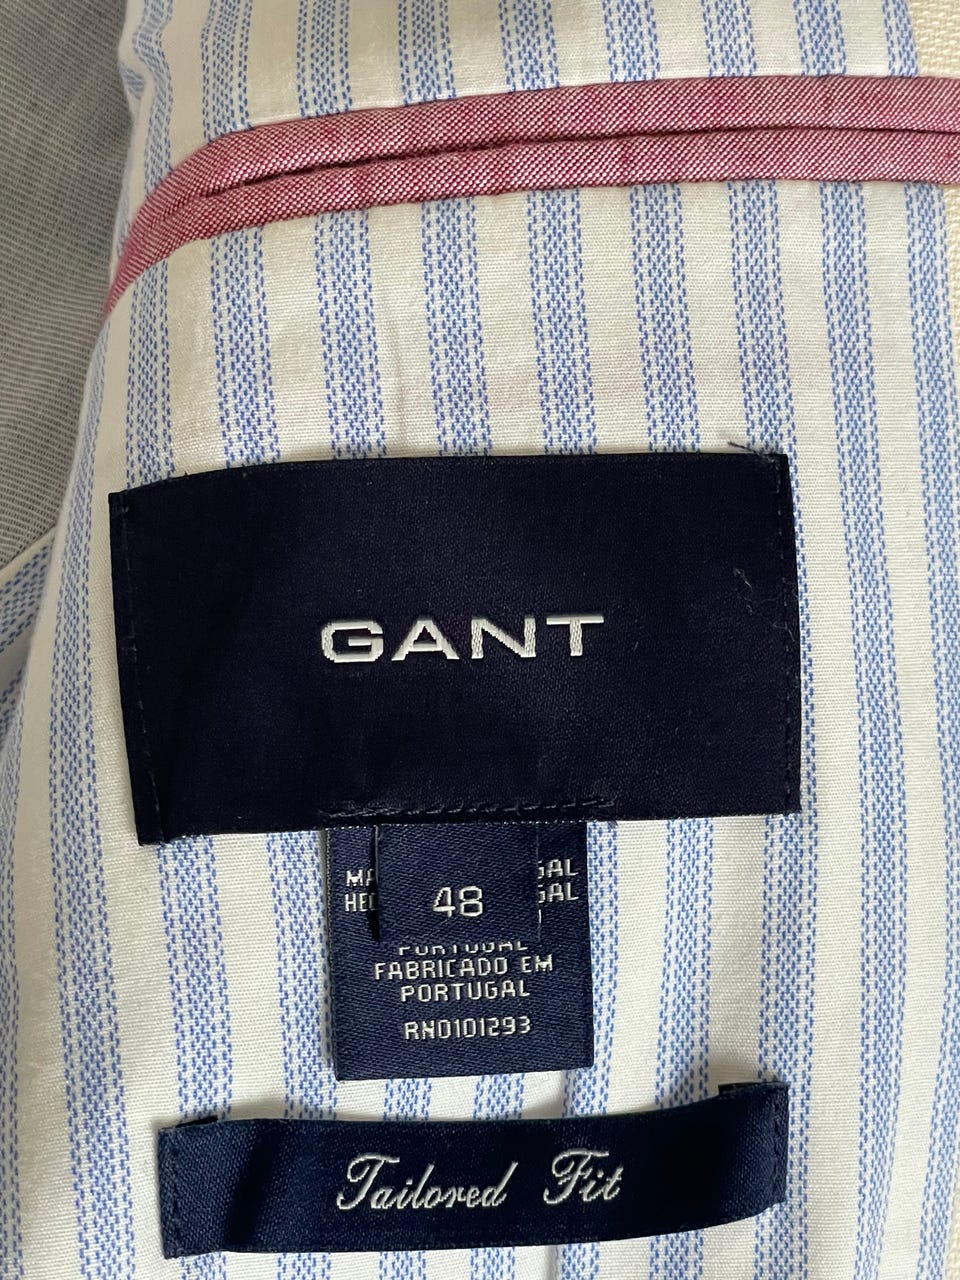 GANT
48
FABRICADO EM
PORTUGAL
RN0101293
Tailored Fit